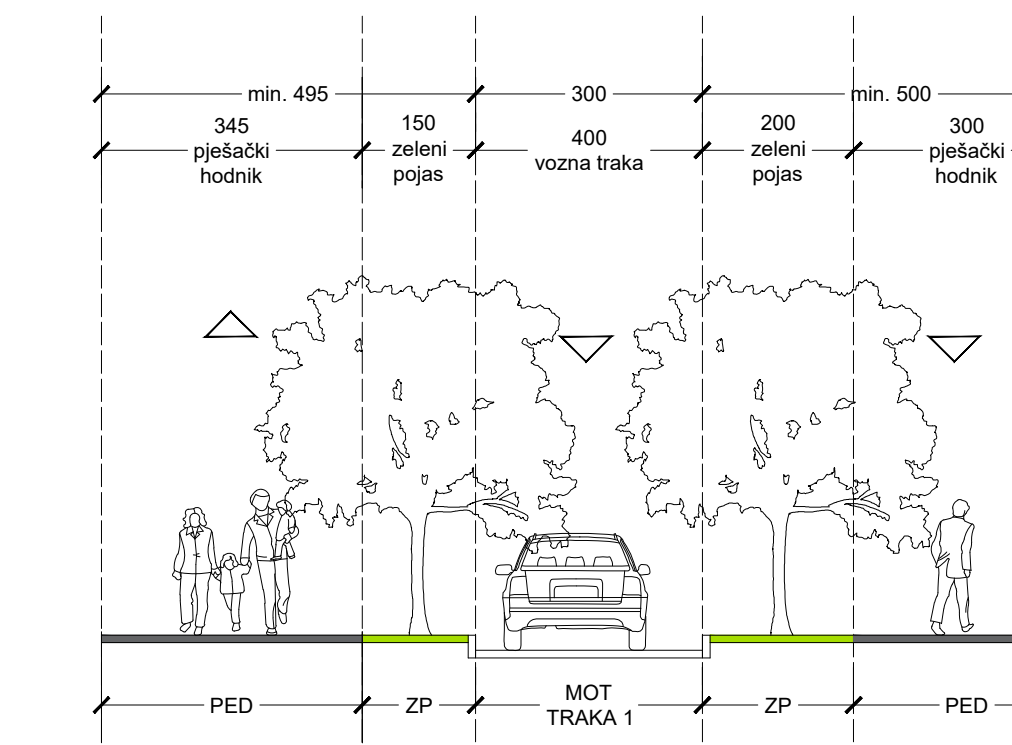 min. 495
300
min. 500
345
pješački
hodnik
150
zeleni
pojas
400
vozna traka
200
zeleni
pojas
300
pješački
hodnik
PED
ZP
MOT
TRAKA 1
ZP
PED